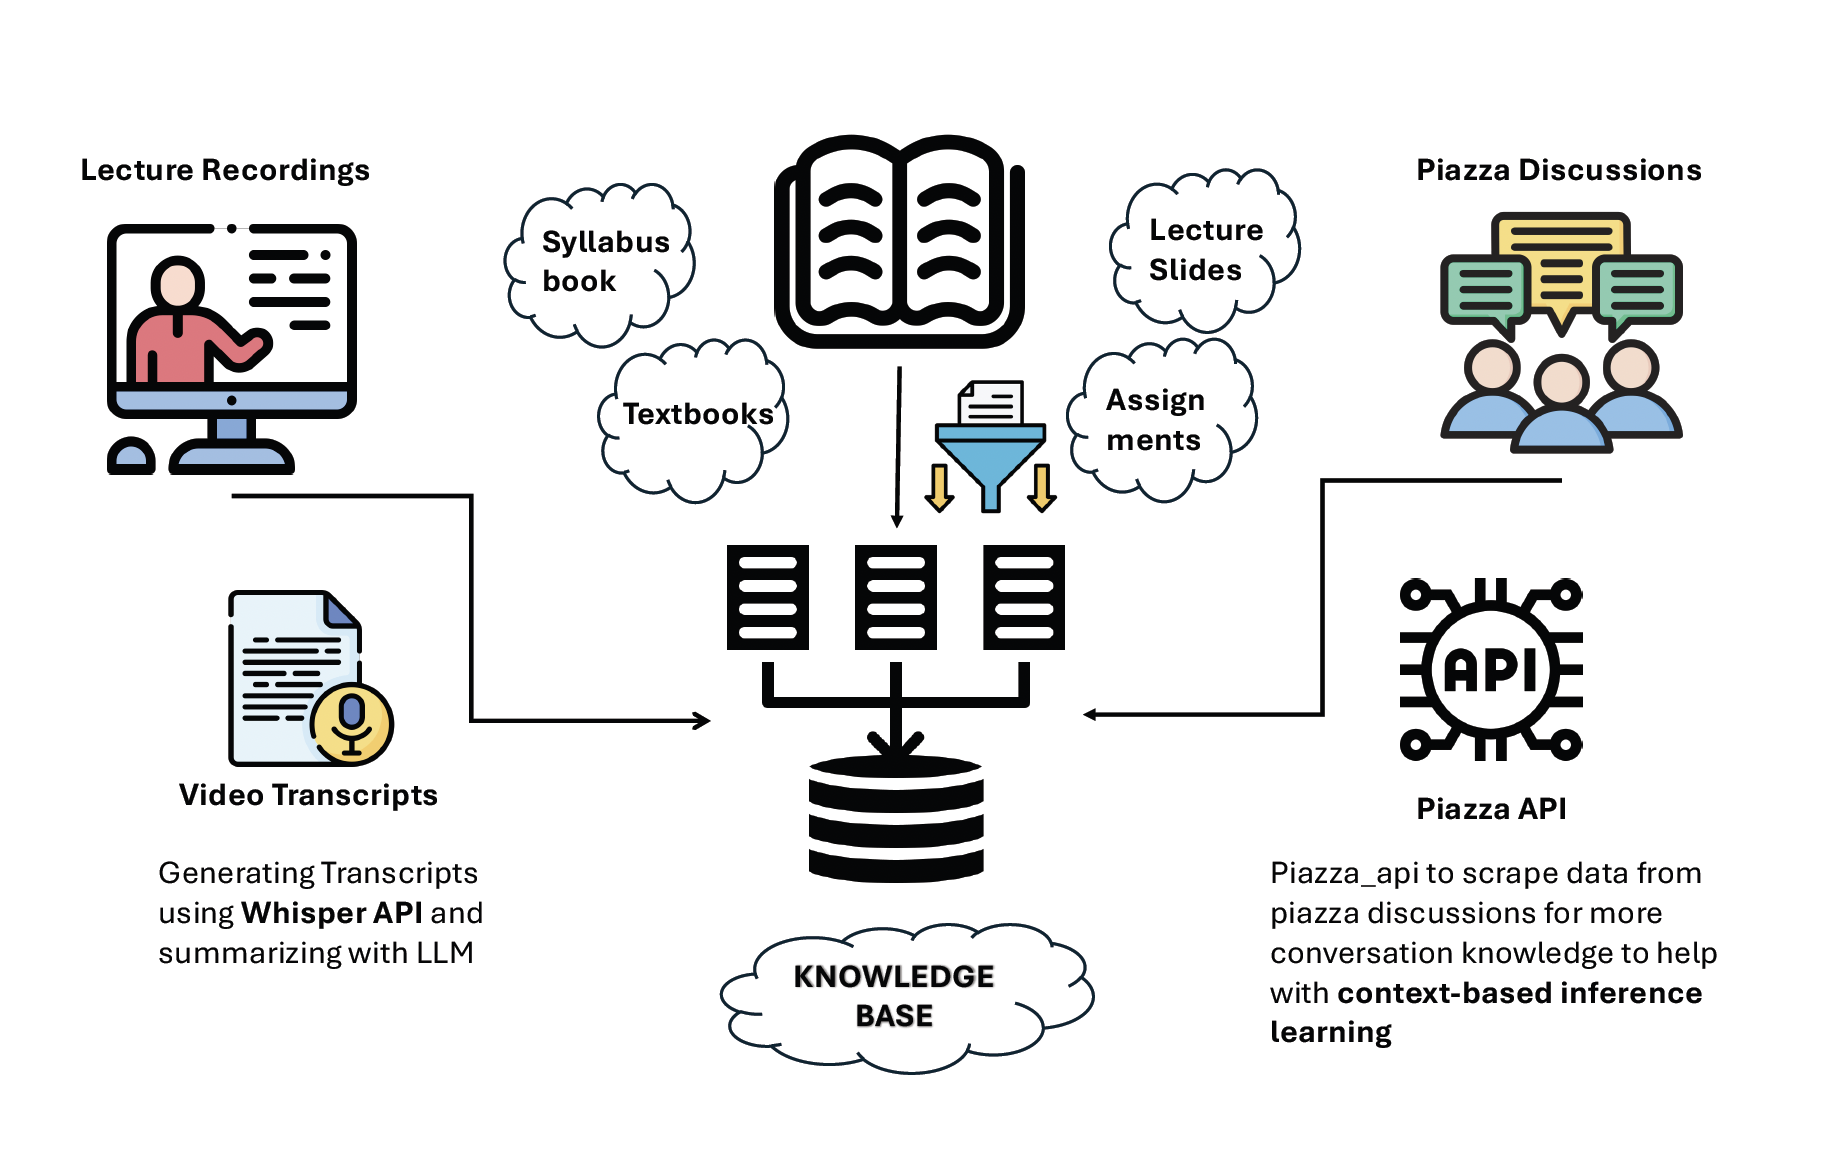 Lecture Recordings
Syllabus
book
Textbooks
Lecture
Slides
Assign
ments
Piazza Discussions
Video Transcripts
Generating Transcripts
using Whisper API and
summarizing with LLM
KNOWLEDGE
BASE
API
Piazza API
Piazza_api to scrape data from
piazza discussions for more
conversation knowledge to help
with context-based inference
learning